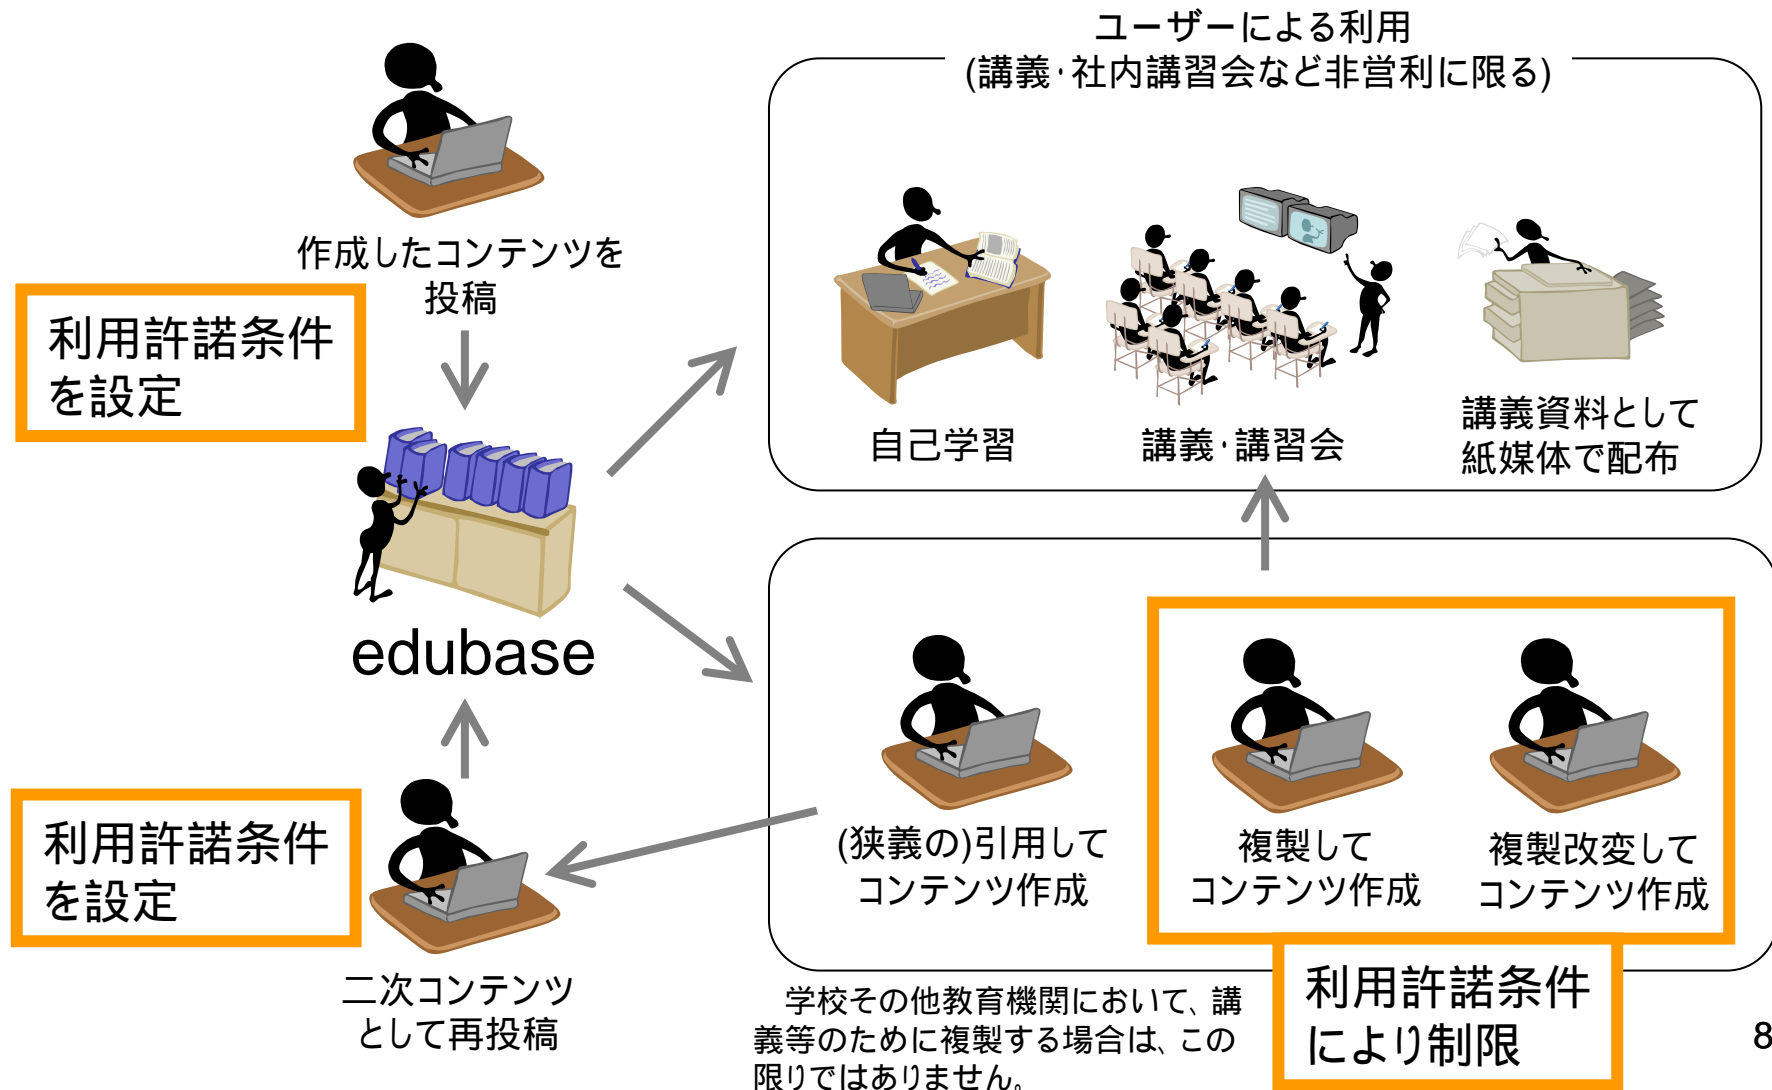 ユーザーによる利用
(講義・社内講習会など非営利に限る)
作成したコンテンツを
投稿
利用許諾条件
を設定
自己学習
講義・講習会
講義資料として
紙媒体で配布
edubase
(狭義の)引用して
コンテンツ作成
複製して
コンテンツ作成
複製改変して
コンテンツ作成
利用許諾条件
を設定
二次コンテンツ
として再投稿
学校その他教育機関において、講
義等のために複製する場合は、この
限りではありません。
利用許諾条件
により制限
8